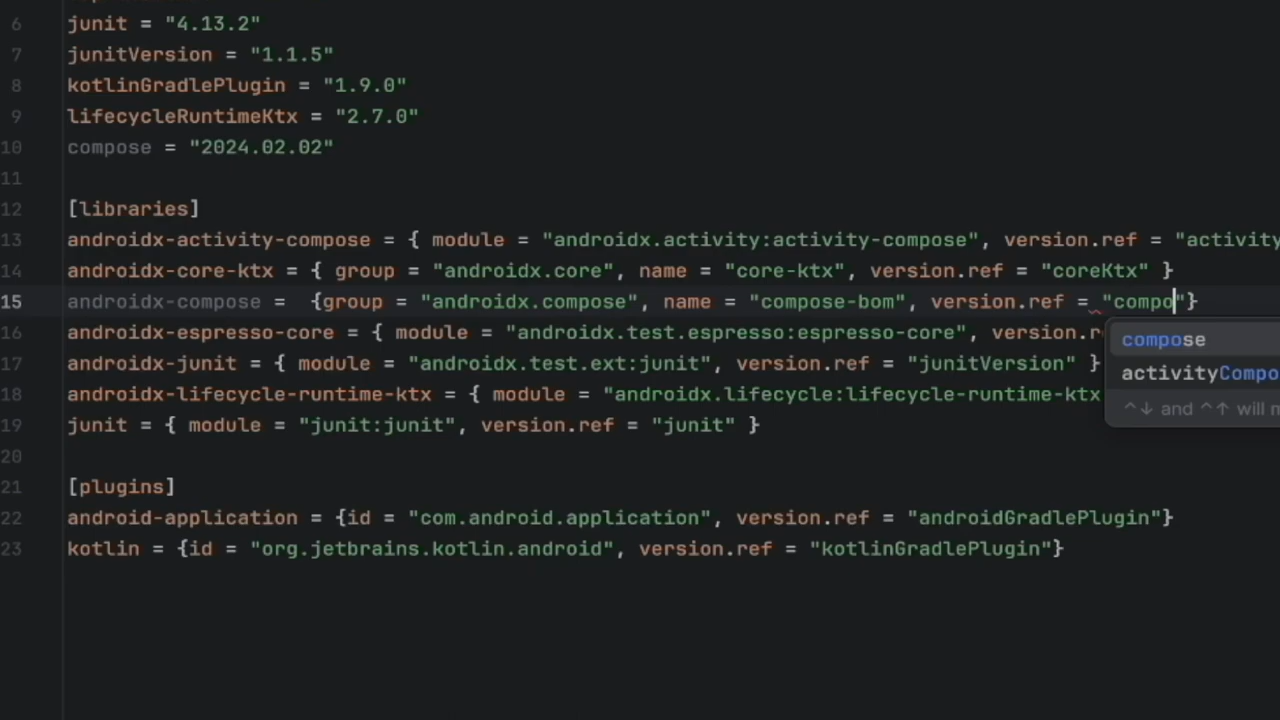 6 junit = "4.13.2"
7 junitVersion = "1.1.5"
8 kotlinGradlePlugin = "1.9.0"
9 lifecycleRuntimeKtx = "2.7.0"
10 compose = "2024.02.02"
11
12 [libraries]
13 androidx-activity-compose = { module = "androidx.activity:activity-compose", version.ref = "activity
14 androidx-core-ktx = { group = "androidx.core", name = "core-ktx", version.ref = "coreKtx" }
15 androidx-compose =  {group = "androidx.compose", name = "compose-bom", version.ref = "compo"}
16 androidx-espresso-core = { module = "androidx.test.espresso:espresso-core", version.r
compose
17 androidx-junit = { module = "androidx.test.ext:junit", version.ref = "junitVersion" }
activityCompo
18 androidx-lifecycle-runtime-ktx = { module = "androidx.lifecycle:lifecycle-runtime-ktx
^↓ and ^↑ will
19 junit = { module = "junit:junit", version.ref = "junit" }
20
21 [plugins]
22 android-application = {id = "com.android.application", version.ref = "androidGradlePlugin"}
23 kotlin = {id = "org.jetbrains.kotlin.android", version.ref = "kotlinGradlePlugin"}